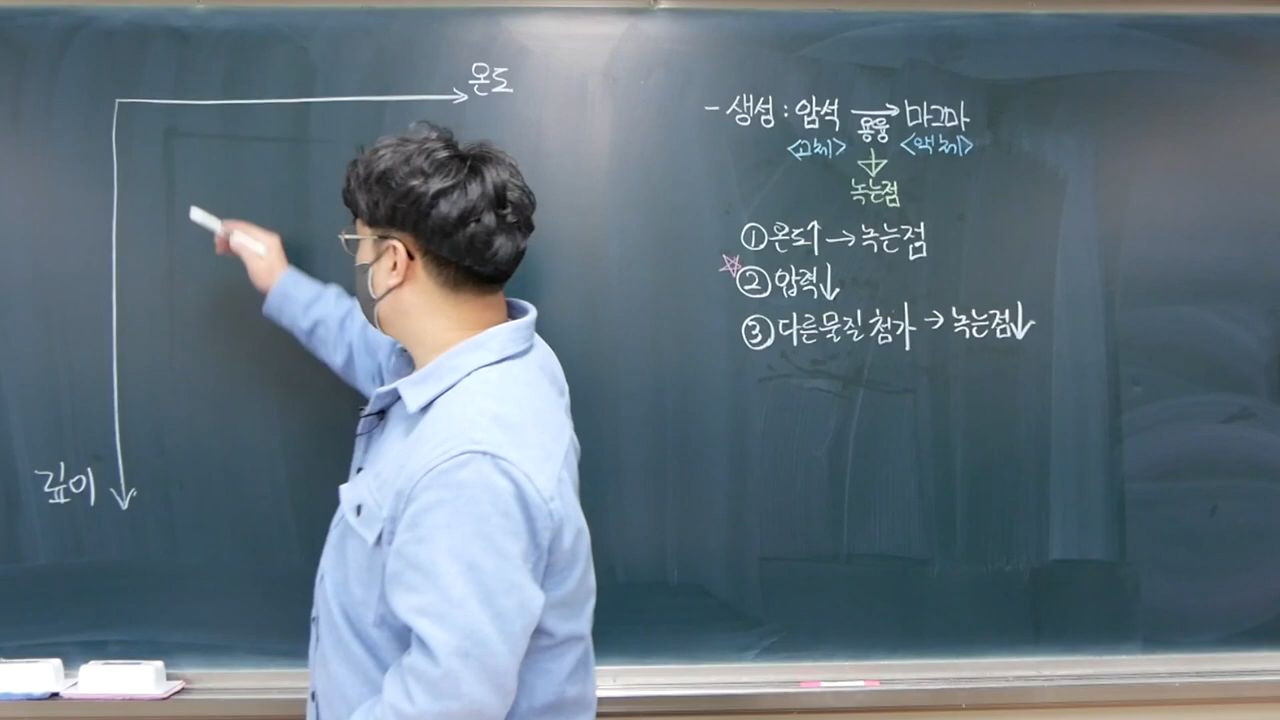 온도
깊이
- 생성 : 암석 → 마그마
용융
<고체> <액체>
녹는점
① 온도↑ → 녹는점
☆② 압력↓
③ 다른 물질 첨가 → 녹는점↓